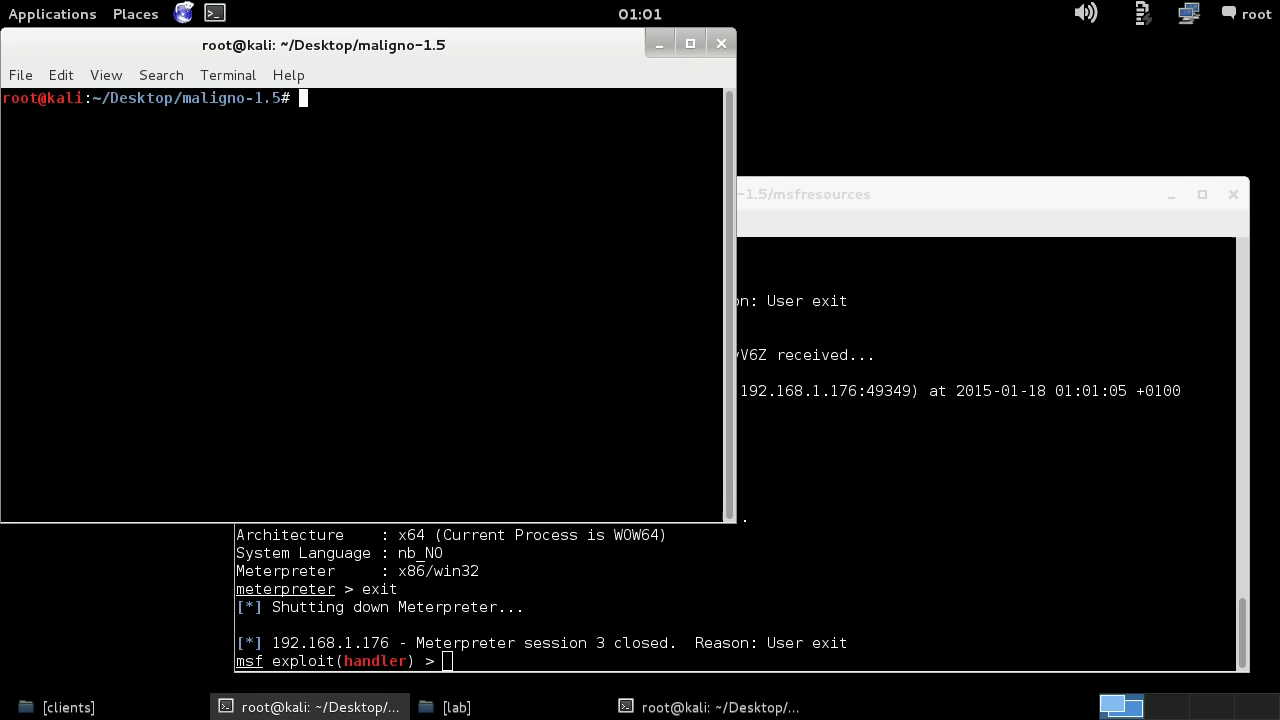 Applications Places 01:01 root
root@kali: ~/Desktop/maligno-1.5
File Edit View Search Terminal Help
root@kali:~/Desktop/maligno-1.5#
-1.5/msfresources
on: User exit
V6Z received...
192.168.1.176:49349) at 2015-01-18 01:01:05 +0100
.
Architecture    : x64 (Current Process is WOW64)
System Language : nb_NO
Meterpreter     : x86/win32
meterpreter > exit
[*] Shutting down Meterpreter...
[*] 192.168.1.176 - Meterpreter session 3 closed.  Reason: User exit
msf exploit(handler) >
[clients] root@kali: ~/Desktop/... [lab] root@kali: ~/Desktop/...